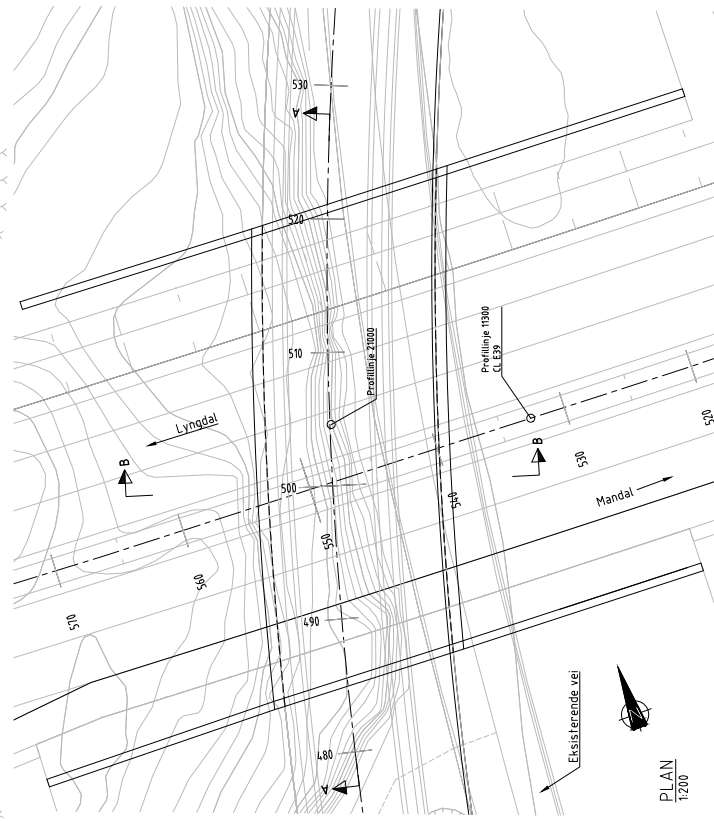 530
A
520
Profillinje 11300
CL E39
Profillinje 21000
510
Lyngdal
520
B
B
530
500
540
Mandal
550
560
570
490
Eksisterende vei
480
A
N
PLAN
1:200